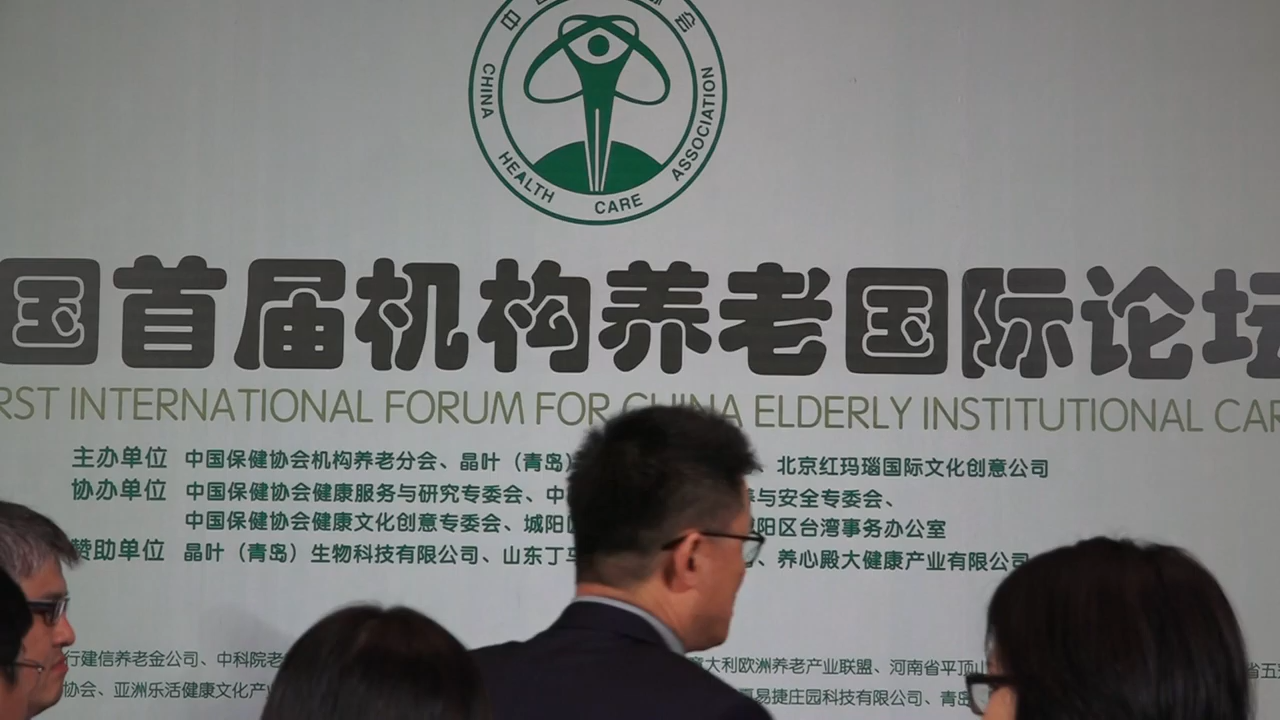 中 会
CHINA HEALTH CARE ASSOCIATION
国首届机构养老国际论坛
RST INTERNATIONAL FORUM FOR CHINA ELDERLY INSTITUTIONAL CAR
主办单位 中国保健协会机构养老分会、晶叶（青岛） 、北京红玛瑙国际文化创意公司
协办单位 中国保健协会健康服务与研究专委会、中 与安全专委会、
中国保健协会健康文化创意专委会、城阳 阳区台湾事务办公室
赞助单位 晶叶（青岛）生物科技有限公司、山东丁 、养心殿大健康产业有限公司
行建信养老金公司、中科院老 大利欧洲养老产业联盟、河南省平顶山 省五
协会、亚洲乐活健康文化产 易捷庄园科技有限公司、青岛